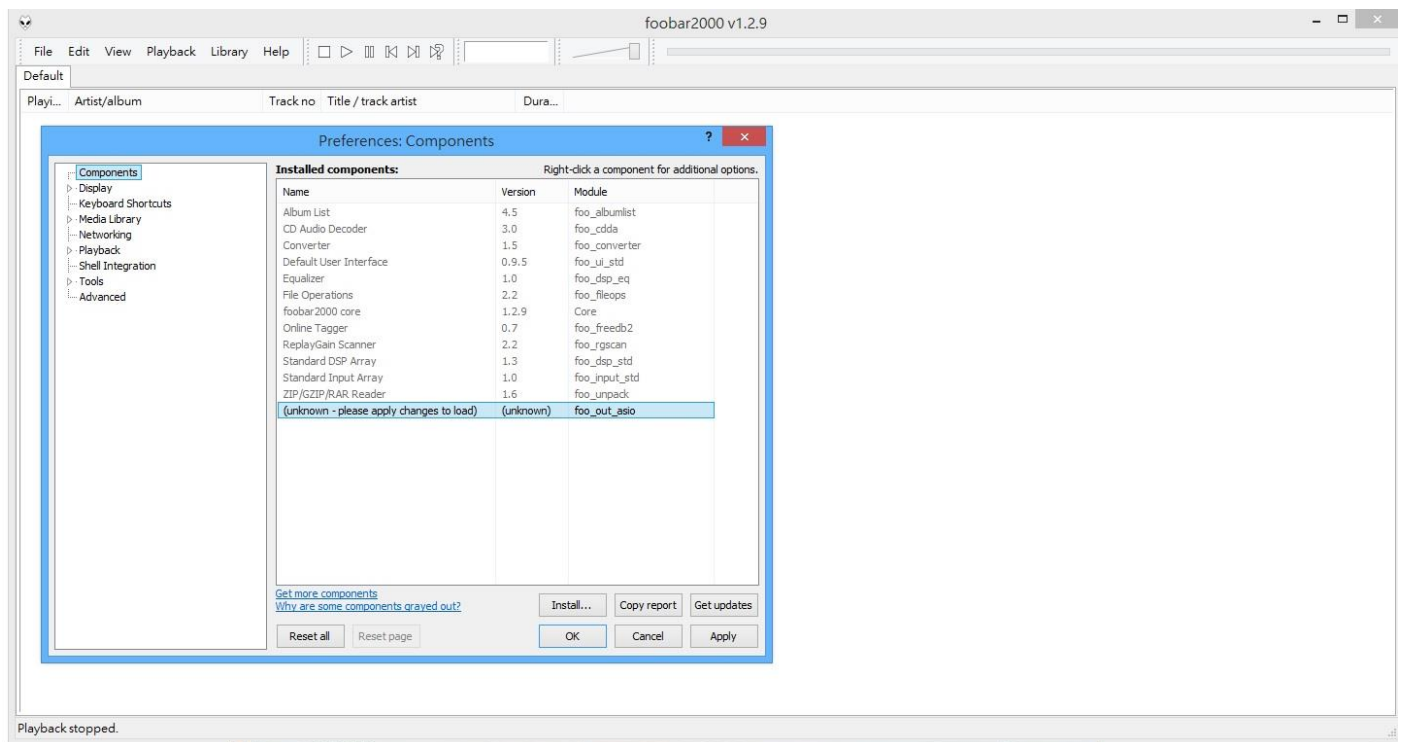 foobar2000 v1.2.9
File Edit View Playback Library Help
Default
Playi... Artist/album Track no Title / track artist Dura...
Preferences: Components
Components
Display
Keyboard Shortcuts
Media Library
Networking
Playback
Shell Integration
Tools
Advanced
Installed components: Right-click a component for additional options.
Name Version Module
Album List 4.5 foo_albumlist
CD Audio Decoder 3.0 foo_cdda
Converter 1.5 foo_converter
Default User Interface 0.9.5 foo_ui_std
Equalizer 1.0 foo_dsp_eq
File Operations 2.2 foo_fileops
foobar2000 core 1.2.9 Core
Online Tagger 0.7 foo_freedb2
ReplayGain Scanner 2.2 foo_rgscan
Standard DSP Array 1.3 foo_dsp_std
Standard Input Array 1.0 foo_input_std
ZIP/GZIP/RAR Reader 1.6 foo_unpack
(unknown - please apply changes to load) (unknown) foo_out_asio
Get more components
Why are some components grayed out?
Install... Copy report Get updates
Reset all Reset page OK Cancel Apply
Playback stopped.